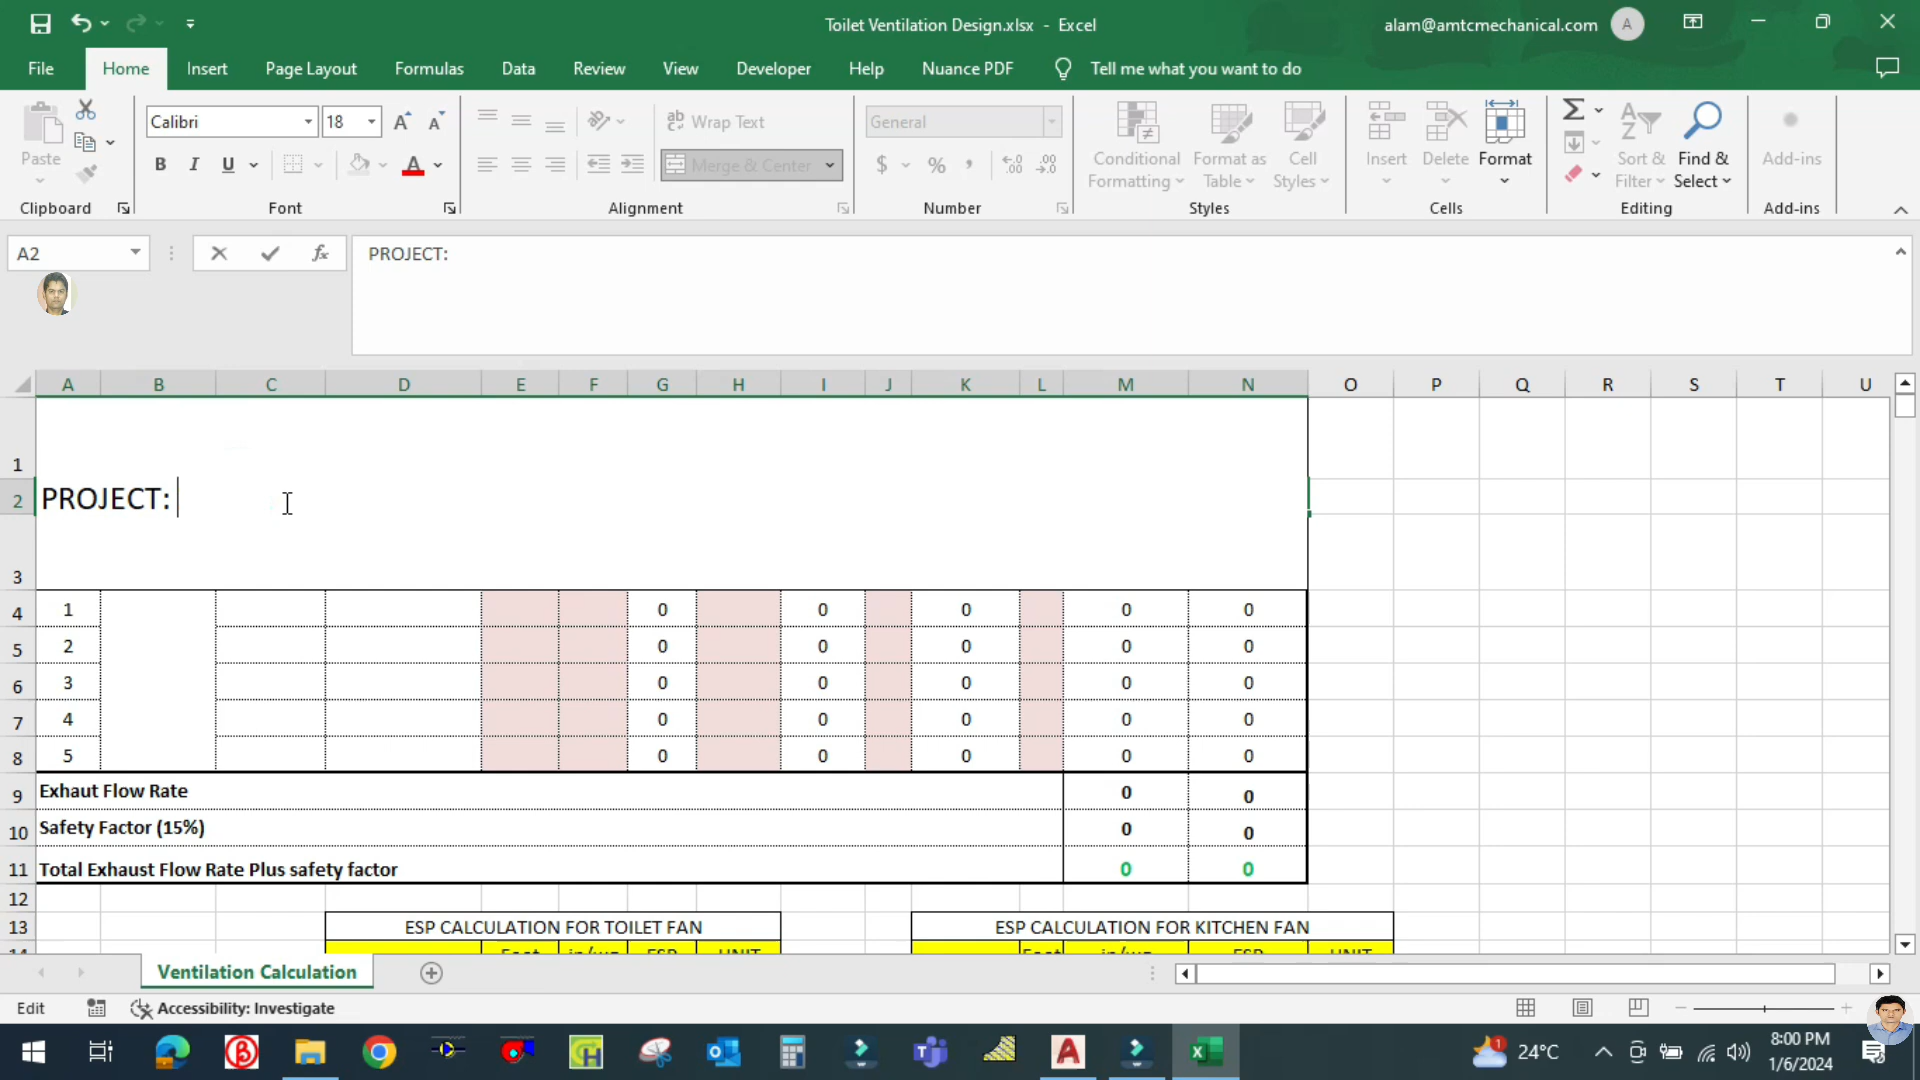 Toilet Ventilation Design.xlsx - Excel
alam@amtcmechanical.com
A
File Home Insert Page Layout Formulas Data Review View Developer Help Nuance PDF Tell me what you want to do
Paste
Clipboard
Calibri 18
Font
ab Wrap Text
Merge & Center
Alignment
General
Number
Conditional Formatting
Format as Table
Cell Styles
Styles
Insert
Delete
Format
Cells
Sort & Filter
Find & Select
Editing
Add-ins
Add-ins
A2
fx
PROJECT:
A B C D E F G H I J K L M N O P Q R S T U
1
2 PROJECT:
3
4 1 0 0 0 0 0
5 2 0 0 0 0 0
6 3 0 0 0 0 0
7 4 0 0 0 0 0
8 5 0 0 0 0 0
9 Exhaut Flow Rate 0 0
10 Safety Factor (15%) 0 0
11 Total Exhaust Flow Rate Plus safety factor 0 0
12
13 ESP CALCULATION FOR TOILET FAN ESP CALCULATION FOR KITCHEN FAN
Ventilation Calculation
Edit Accessibility: Investigate
24°C
8:00 PM
1/6/2024